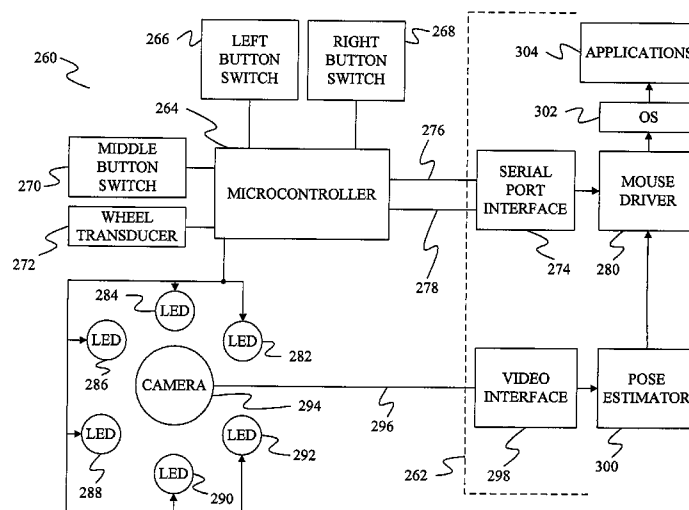 266
LEFT
BUTTON
SWITCH
RIGHT
BUTTON
SWITCH
268
304
APPLICATIONS
260
264
302
OS
276
MIDDLE
BUTTON
SWITCH
270
MICROCONTROLLER
SERIAL
PORT
INTERFACE
MOUSE
DRIVER
WHEEL
TRANSDUCER
272
278
274
280
284
LED
LED
282
LED
286
CAMERA
294
296
VIDEO
INTERFACE
POSE
ESTIMATOR
LED
288
LED
292
LED
290
262
298
300